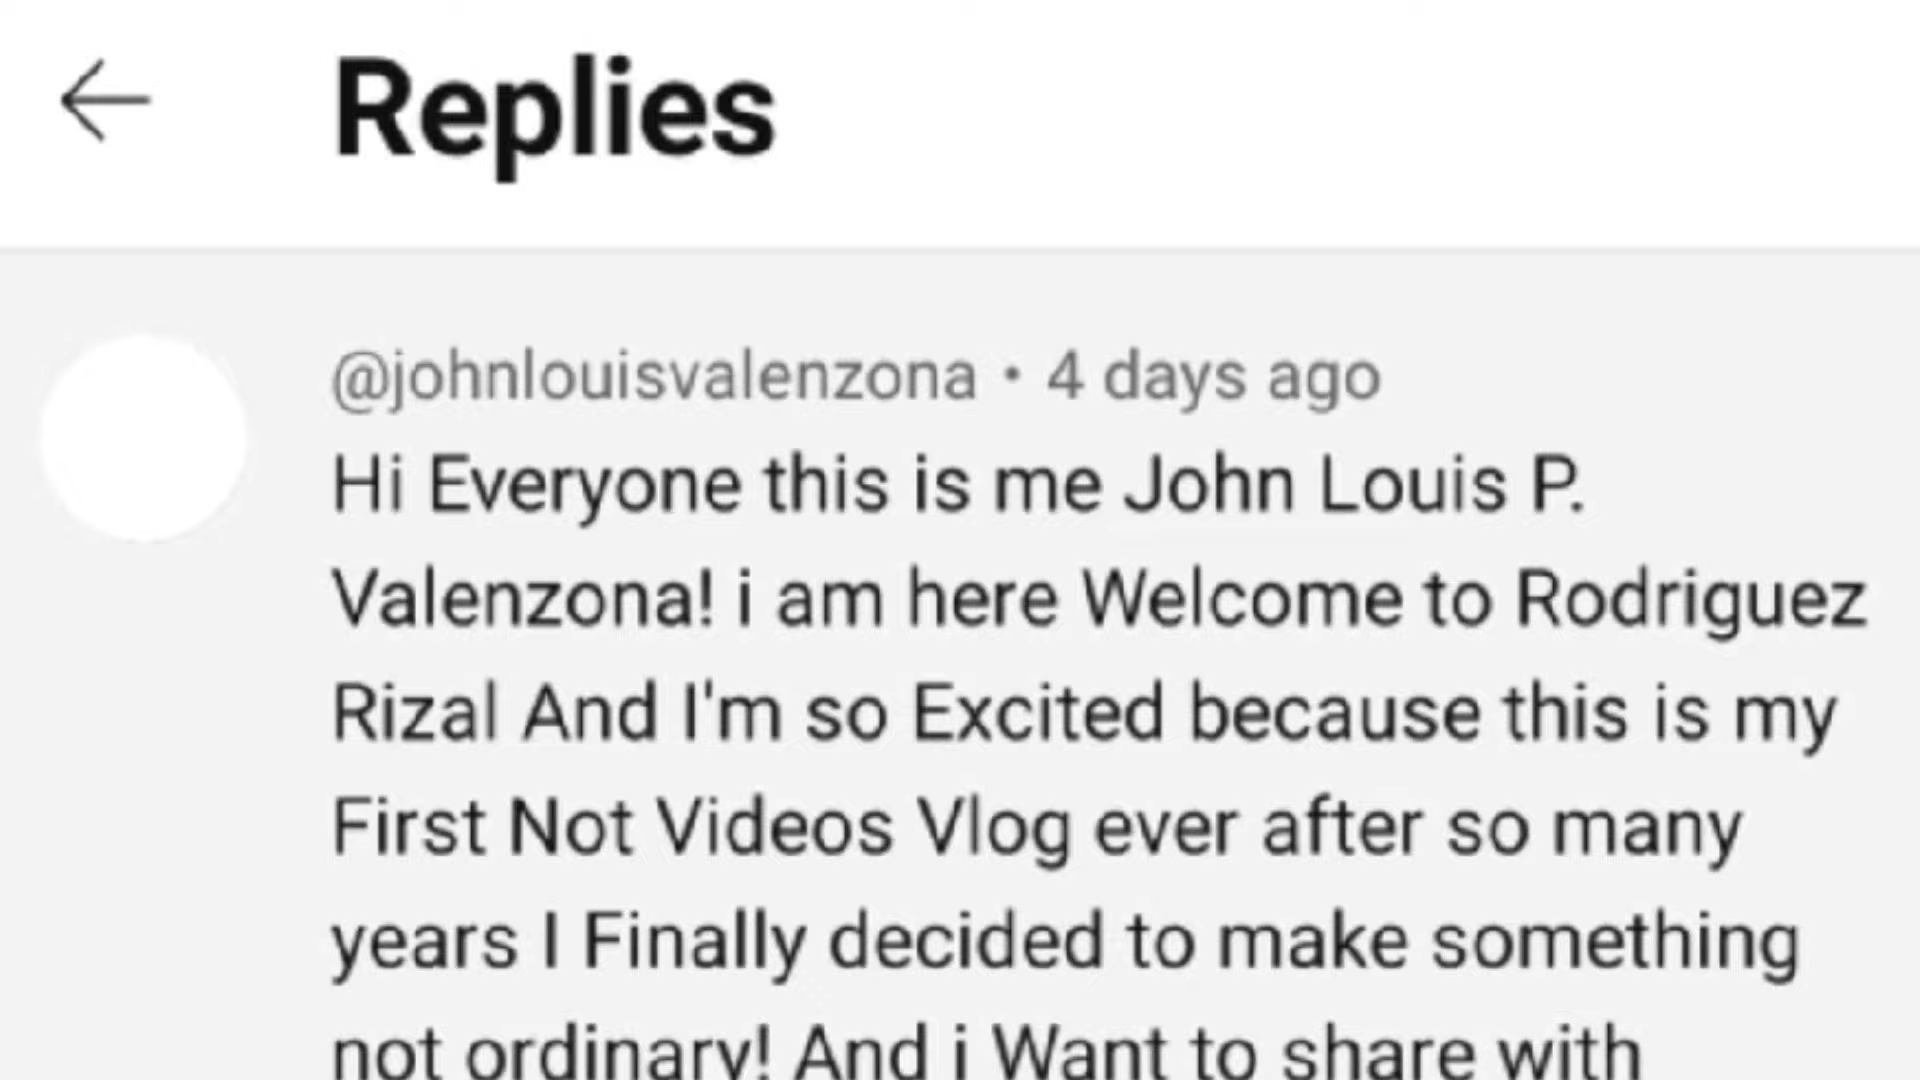 Replies
@johnlouisvalenzona • 4 days ago
Hi Everyone this is me John Louis P.
Valenzona! i am here Welcome to Rodriguez
Rizal And I'm so Excited because this is my
First Not Videos Vlog ever after so many
years I Finally decided to make something
not ordinary! And i Want to share with